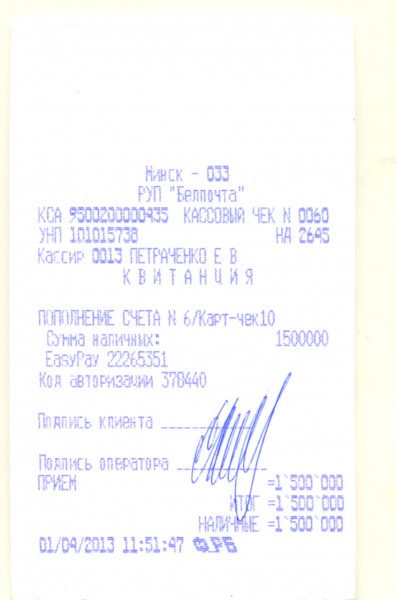 Минск - 033
РУП "Белпочта"
КСА 9500200000435 КАССОВЫЙ ЧЕК N 0060
УНП 101015738 НД 2645
Кассир 0013 ПЕТРАЧЕНКО Е В
КВИТАНЦИЯ
ПОПОЛНЕНИЕ СЧЕТА N 6/Карт-чек10
Сумма наличных: 1500000
EasyPay 22265351
Код авторизации 378440
Подпись клиента
Подпись оператора
ПРИЕМ =1`500`000
ИТОГ =1`500`000
НАЛИЧНЫЕ =1`500`000
01/04/2013 11:51:47 ФРБ